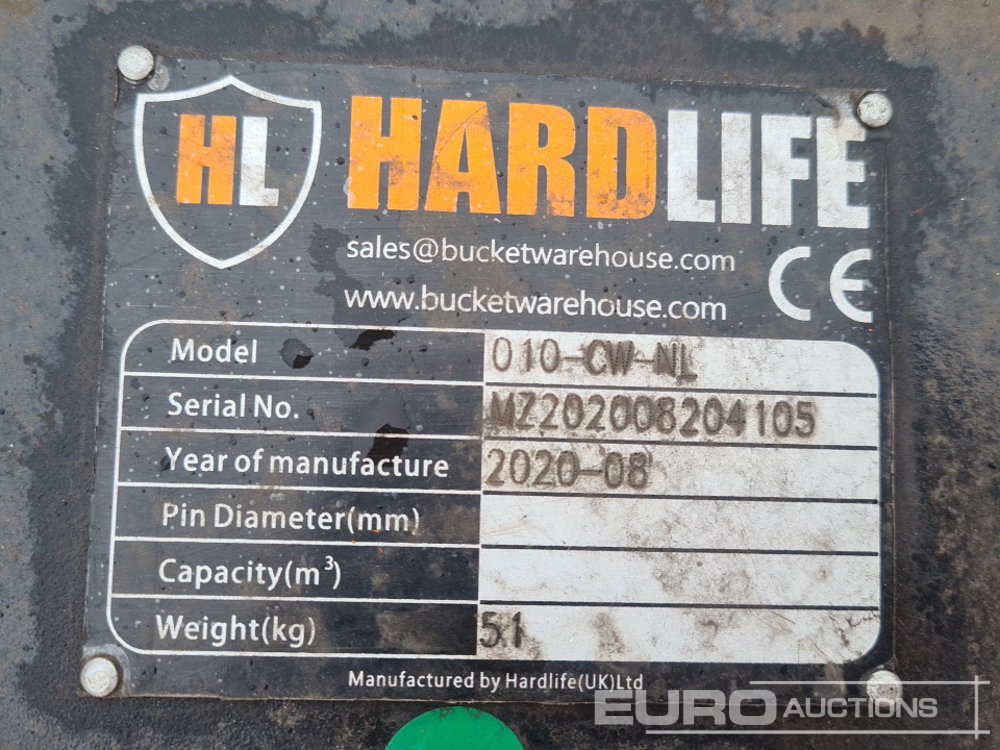 HL HARDLIFE
sales@bucketwarehouse.com
www.bucketwarehouse.com
CE
Model 010-CW-NL
Serial No. MZ202008204105
Year of manufacture 2020-08
Pin Diameter(mm)
Capacity(m³)
Weight(kg) 51
Manufactured by Hardlife(UK)Ltd
EURO AUCTIONS